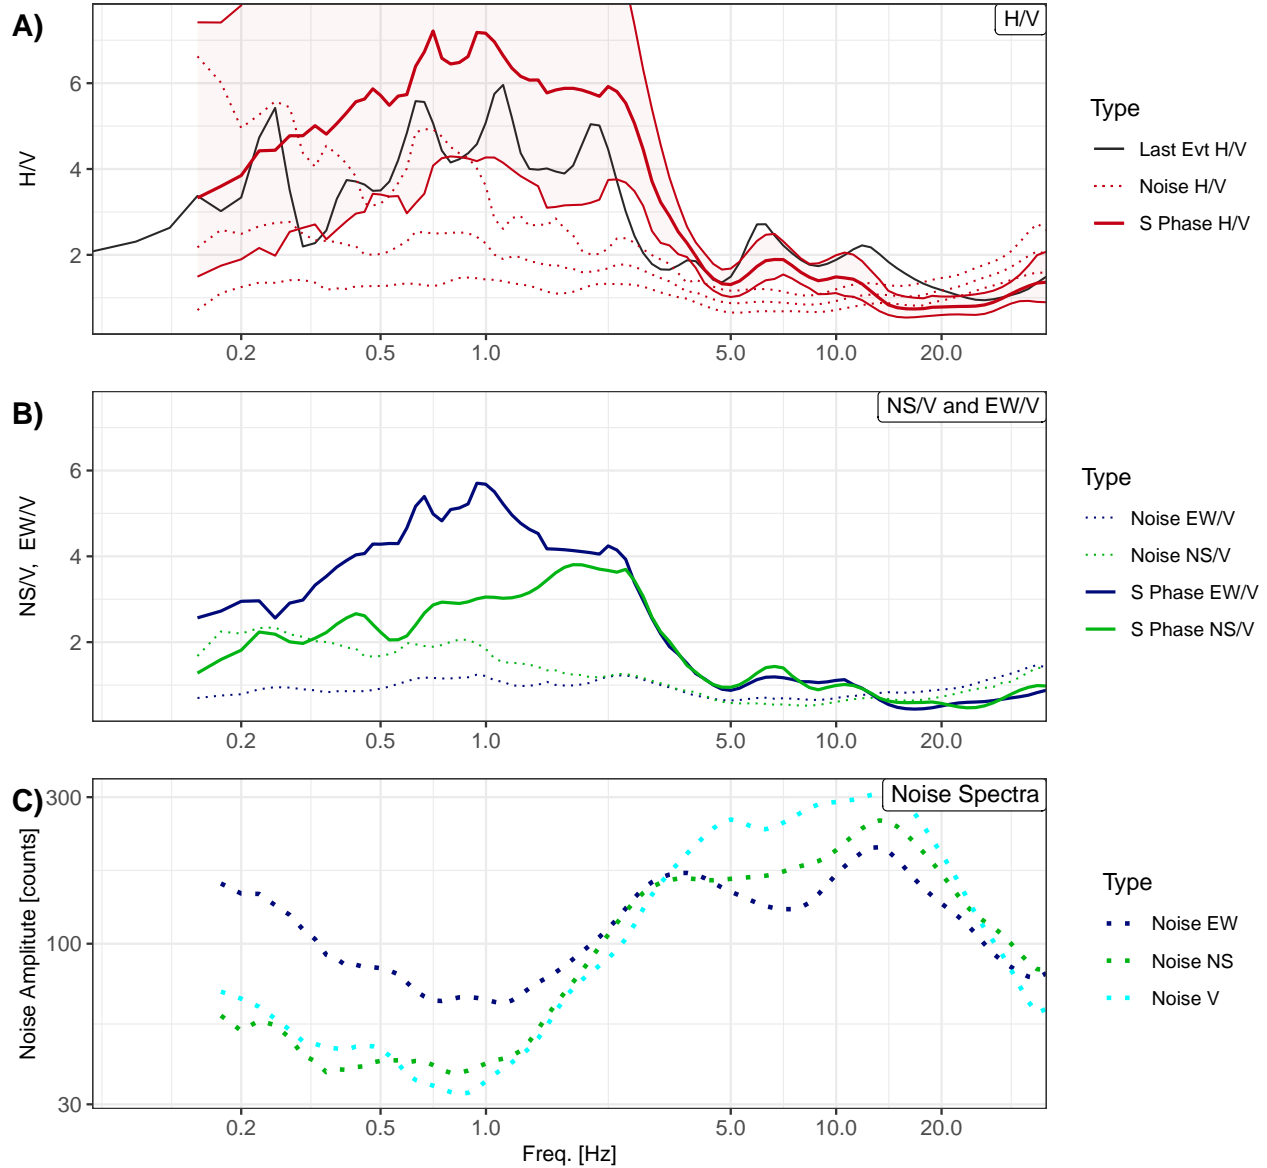 A)
H/V
6
4
2
H/V
0.2 0.5 1.0 5.0 10.0 20.0
Type
Last Evt H/V
Noise H/V
S Phase H/V
B)
NS/V and EW/V
6
4
2
NS/V, EW/V
0.2 0.5 1.0 5.0 10.0 20.0
Type
Noise EW/V
Noise NS/V
S Phase EW/V
S Phase NS/V
C)
Noise Spectra
300
100
30
Noise Amplitute [counts]
0.2 0.5 1.0 5.0 10.0 20.0
Freq. [Hz]
Type
Noise EW
Noise NS
Noise V